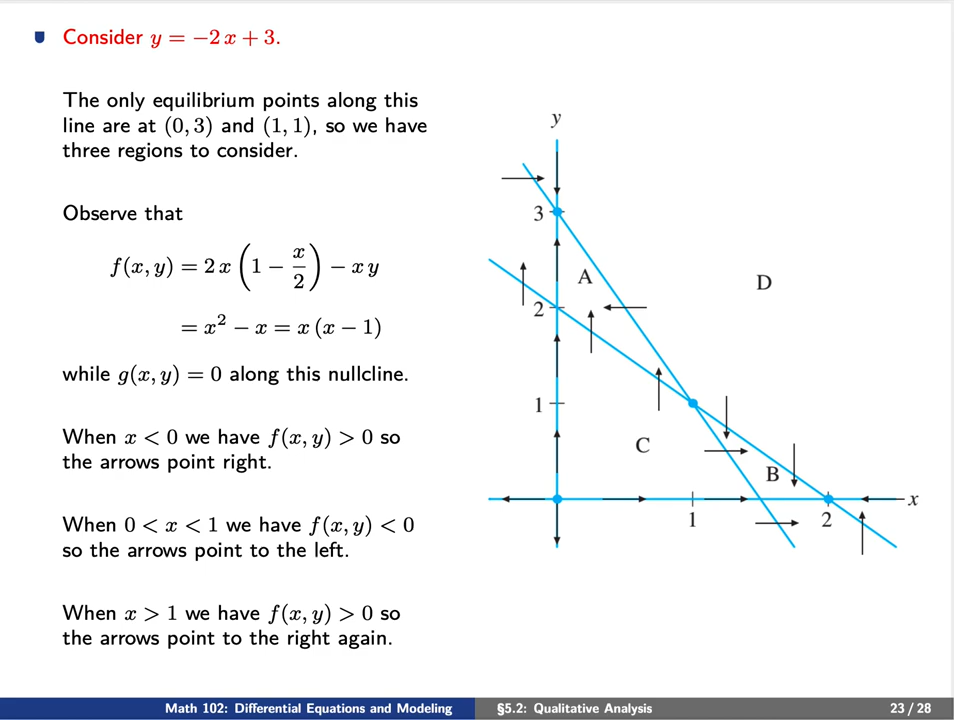 Consider y = −2 x + 3.
The only equilibrium points along this
line are at (0, 3) and (1, 1), so we have
three regions to consider.
Observe that
f(x, y) = 2 x (1 − x/2) − x y
= x² − x = x (x − 1)
while g(x, y) = 0 along this nullcline.
When x < 0 we have f(x, y) > 0 so
the arrows point right.
When 0 < x < 1 we have f(x, y) < 0
so the arrows point to the left.
When x > 1 we have f(x, y) > 0 so
the arrows point to the right again.
y
3
A
D
2
1
C
B
x
1
2
Math 102: Differential Equations and Modeling
§5.2: Qualitative Analysis
23 / 28